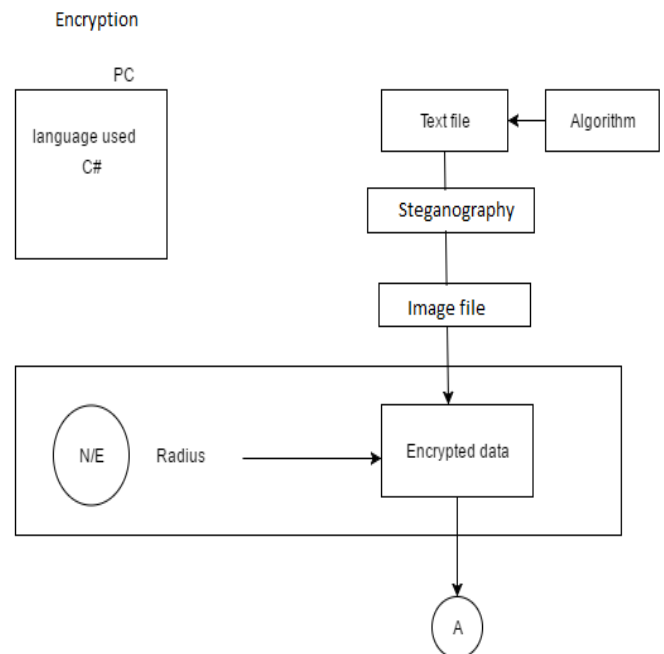 Encryption
PC
language used
C#
Text file
Algorithm
Steganography
Image file
N/E
Radius
Encrypted data
A